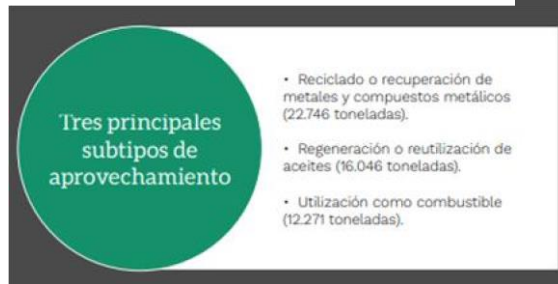 Tres principales
subtipos de
aprovechamiento
• Reciclado o recuperación de
metales y compuestos metálicos
(22.746 toneladas).
• Regeneración o reutilización de
aceites (16.046 toneladas).
• Utilización como combustible
(12.271 toneladas).